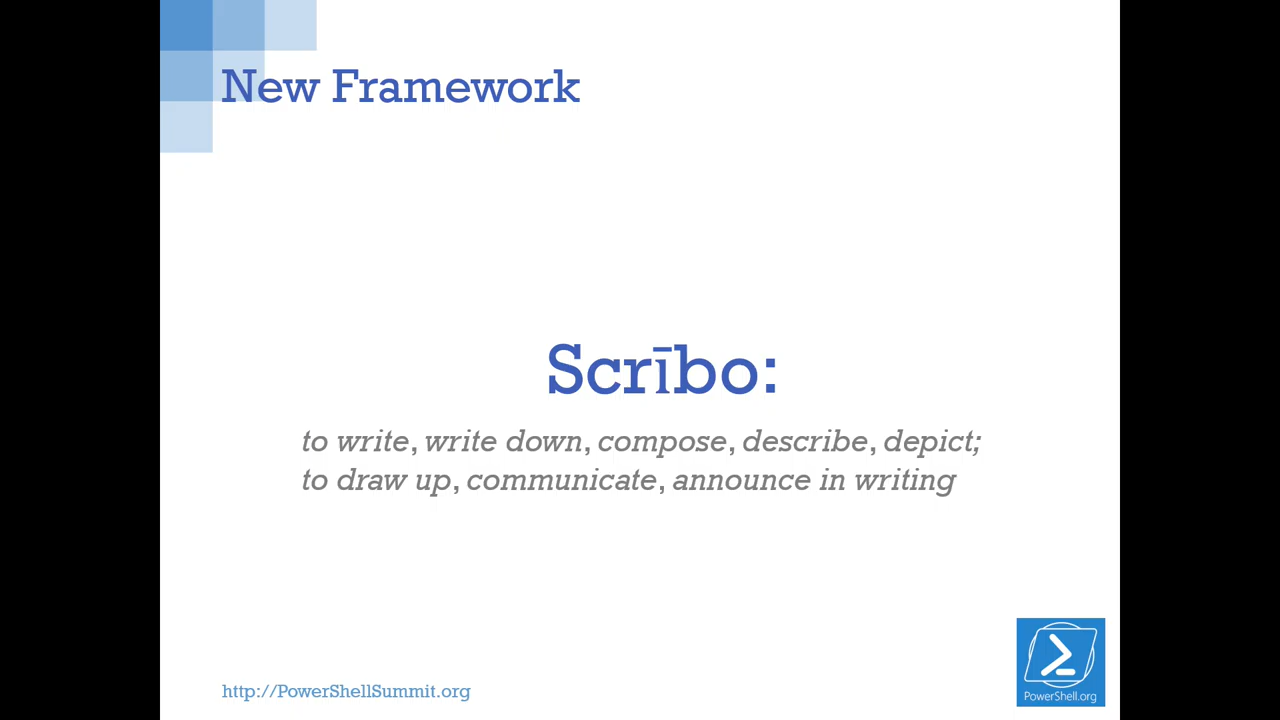 New Framework
Scrībo:
to write, write down, compose, describe, depict;
to draw up, communicate, announce in writing
http://PowerShellSummit.org
PowerShell.org